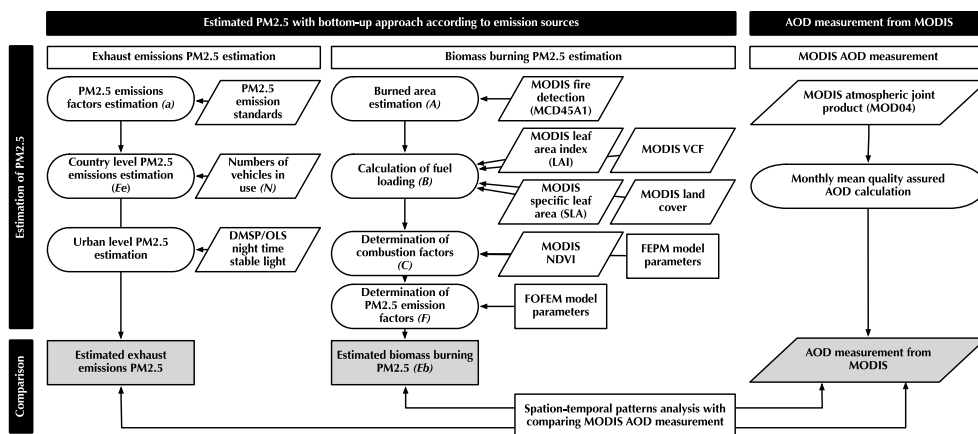 Estimated PM2.5 with bottom-up approach according to emission sources
AOD measurement from MODIS
Exhaust emissions PM2.5 estimation
Biomass burning PM2.5 estimation
MODIS AOD measurement
Estimation of PM2.5
PM2.5 emissions
factors estimation (a)
PM2.5
emission
standards
Country level PM2.5
emissions estimation
(Ee)
Numbers of
vehicles in
use (N)
Urban level PM2.5
estimation
DMSP/OLS
night time
stable light
Burned area
estimation (A)
MODIS fire
detection
(MCD45A1)
Calculation of fuel
loading (B)
MODIS leaf
area index
(LAI)
MODIS VCF
MODIS
specific leaf
area (SLA)
MODIS land
cover
Determination of
combustion factors
(C)
MODIS
NDVI
FEPM model
parameters
Determination of
PM2.5 emission
factors (F)
FOFEM model
parameters
MODIS atmospheric joint
product (MOD04)
Monthly mean quality assured
AOD calculation
Comparison
Estimated exhaust
emissions PM2.5
Estimated biomass burning
PM2.5 (Eb)
AOD measurement from
MODIS
Spation-temporal patterns analysis with
comparing MODIS AOD measurement